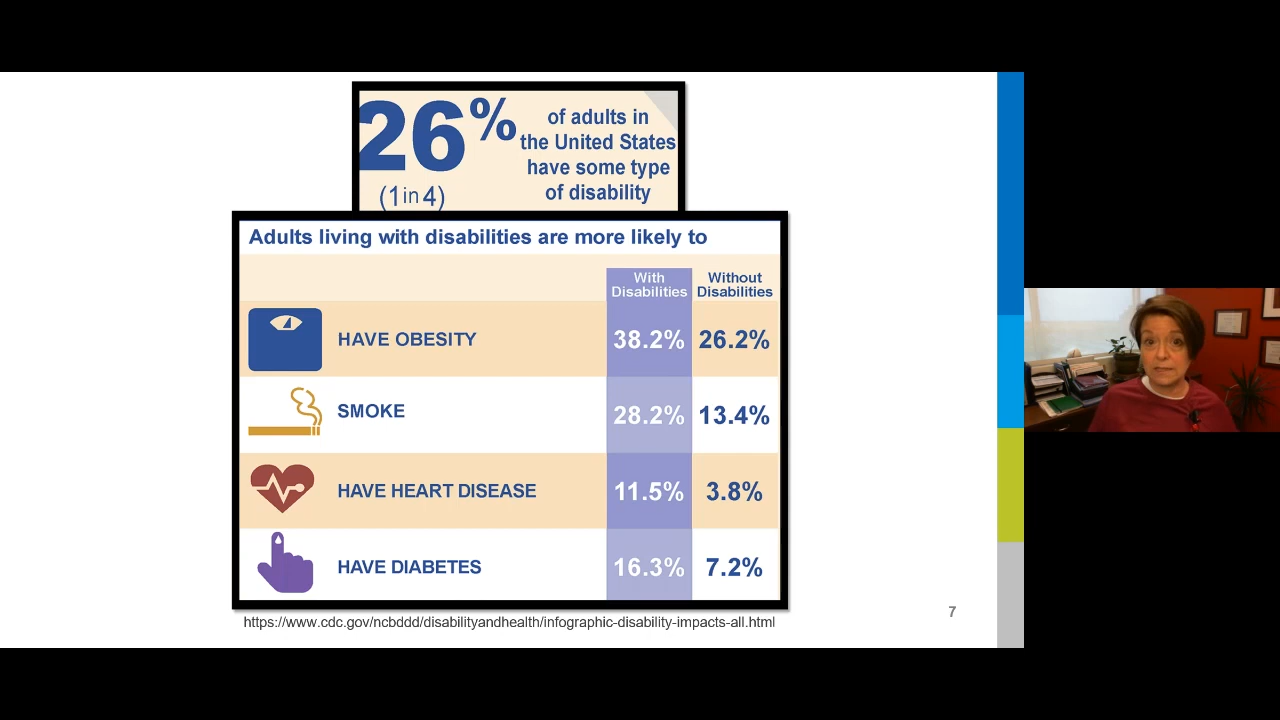 26%
(1 in 4)
of adults in
the United States
have some type
of disability
Adults living with disabilities are more likely to
With
Disabilities
Without
Disabilities
HAVE OBESITY 38.2% 26.2%
SMOKE 28.2% 13.4%
HAVE HEART DISEASE 11.5% 3.8%
HAVE DIABETES 16.3% 7.2%
https://www.cdc.gov/ncbddd/disabilityandhealth/infographic-disability-impacts-all.html
7